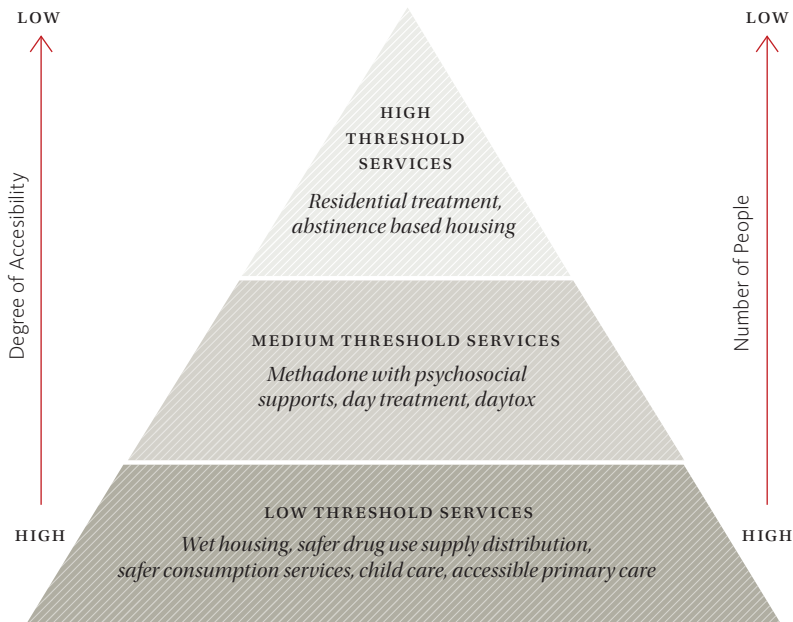 LOW
LOW
HIGH
THRESHOLD
SERVICES
Residential treatment,
abstinence based housing
Degree of Accesibility
Number of People
MEDIUM THRESHOLD SERVICES
Methadone with psychosocial
supports, day treatment, daytox
LOW THRESHOLD SERVICES
HIGH
HIGH
Wet housing, safer drug use supply distribution,
safer consumption services, child care, accessible primary care